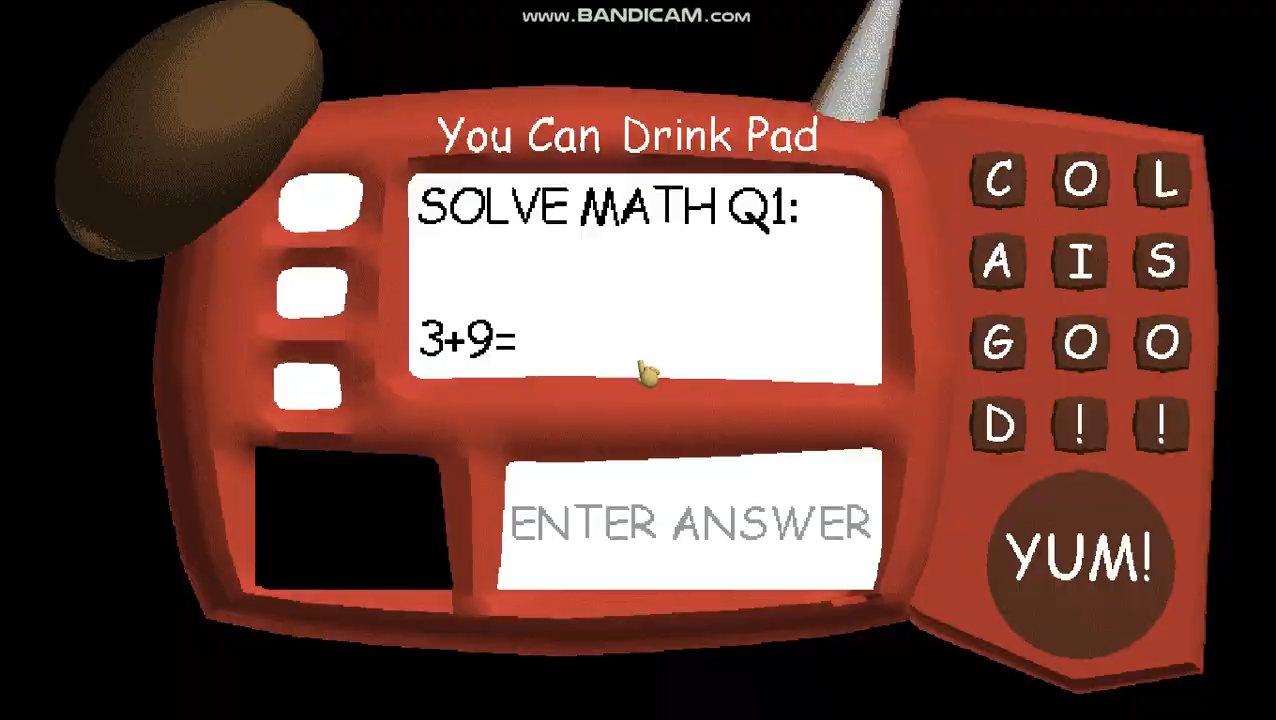 www.BANDICAM.com
You Can Drink Pad
SOLVE MATH Q1:
3+9=
ENTER ANSWER
C O L
A I S
G O O
D ! !
YUM!